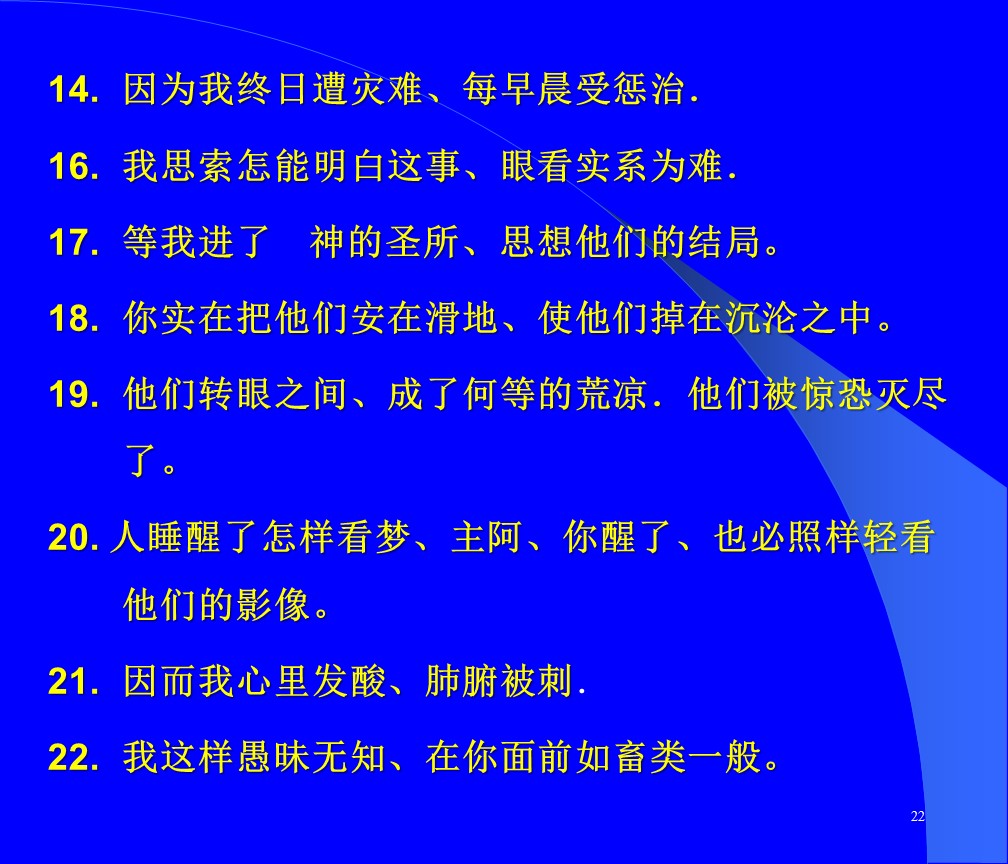 14. 因为我终日遭灾难、每早晨受惩治．
16. 我思索怎能明白这事、眼看实系为难．
17. 等我进了　神的圣所、思想他们的结局。
18. 你实在把他们安在滑地、使他们掉在沉沦之中。
19. 他们转眼之间、成了何等的荒凉．他们被惊恐灭尽
了。
20. 人睡醒了怎样看梦、主阿、你醒了、也必照样轻看
他们的影像。
21. 因而我心里发酸、肺腑被刺．
22. 我这样愚昧无知、在你面前如畜类一般。
22